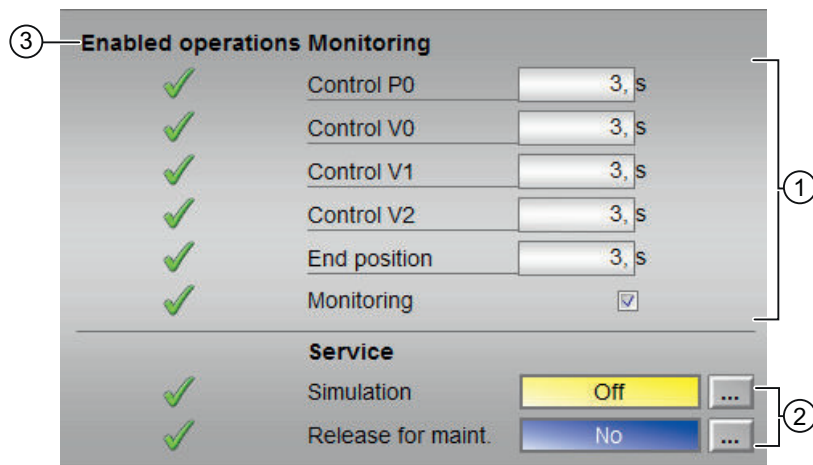 ③ Enabled operations Monitoring
Control P0 3, s
Control V0 3, s
Control V1 3, s
Control V2 3, s
End position 3, s
Monitoring
①
Service
Simulation Off ...
Release for maint. No ...
②